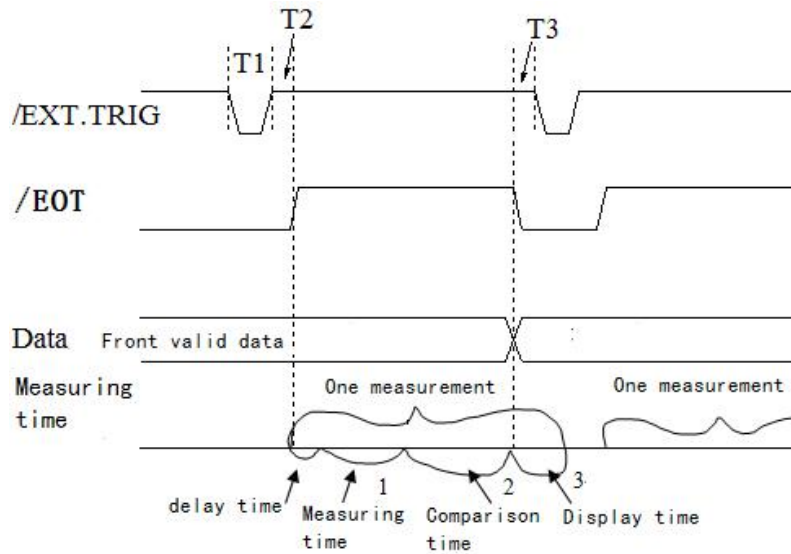 T2
T3
T1
/EXT.TRIG
/EOT
Data Front valid data
Measuring
time
One measurement
One measurement
1
2
3
delay time
Measuring
time
Comparison
time
Display time